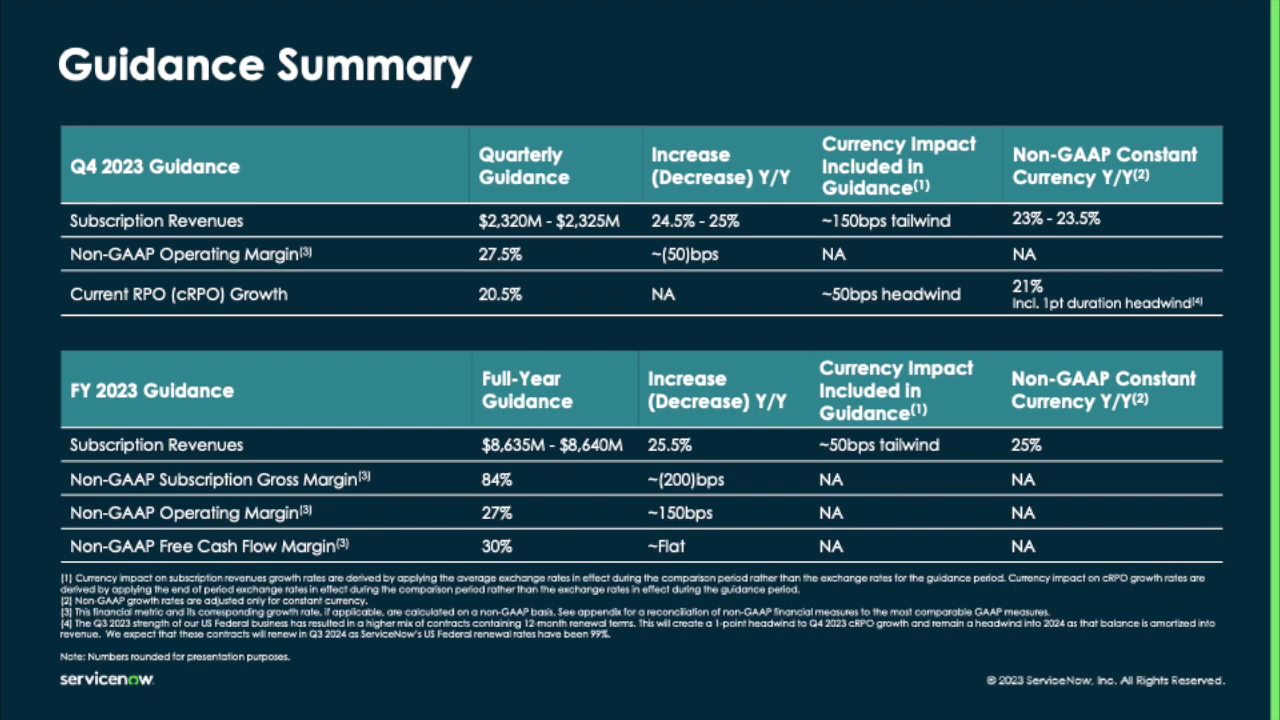 Guidance Summary
Q4 2023 Guidance
Quarterly
Guidance
Increase
(Decrease) Y/Y
Currency Impact
Included in
Guidance(1)
Non-GAAP Constant
Currency Y/Y(2)
Subscription Revenues
$2,320M - $2,325M
24.5% - 25%
~150bps tailwind
23% - 23.5%
Non-GAAP Operating Margin(3)
27.5%
~(50)bps
NA
NA
Current RPO (cRPO) Growth
20.5%
NA
~50bps headwind
21%
Incl. 1pt duration headwind(4)
FY 2023 Guidance
Full-Year
Guidance
Increase
(Decrease) Y/Y
Currency Impact
Included in
Guidance(1)
Non-GAAP Constant
Currency Y/Y(2)
Subscription Revenues
$8,635M - $8,640M
25.5%
~50bps tailwind
25%
Non-GAAP Subscription Gross Margin(3)
84%
~(200)bps
NA
NA
Non-GAAP Operating Margin(3)
27%
~150bps
NA
NA
Non-GAAP Free Cash Flow Margin(3)
30%
~Flat
NA
NA
(1) Currency impact on subscription revenues growth rates are derived by applying the average exchange rates in effect during the comparison period rather than the exchange rates for the guidance period. Currency impact on cRPO growth rates are
derived by applying the end of period exchange rates in effect during the comparison period rather than the exchange rates in effect during the guidance period.
(2) Non-GAAP growth rates are adjusted only for constant currency.
(3) This financial metric and its corresponding growth rate, if applicable, are calculated on a non-GAAP basis. See appendix for a reconciliation of non-GAAP financial measures to the most comparable GAAP measures.
(4) The Q3 2023 strength of our US Federal business has resulted in a higher mix of contracts containing 12-month renewal terms. This will create a 1-point headwind to Q4 2023 cRPO growth and remain a headwind into 2024 as that balance is amortized into
revenue. We expect that these contracts will renew in Q3 2024 as ServiceNow's US Federal renewal rates have been 99%.
Note: Numbers rounded for presentation purposes.
servicenow
© 2023 ServiceNow, Inc. All Rights Reserved.